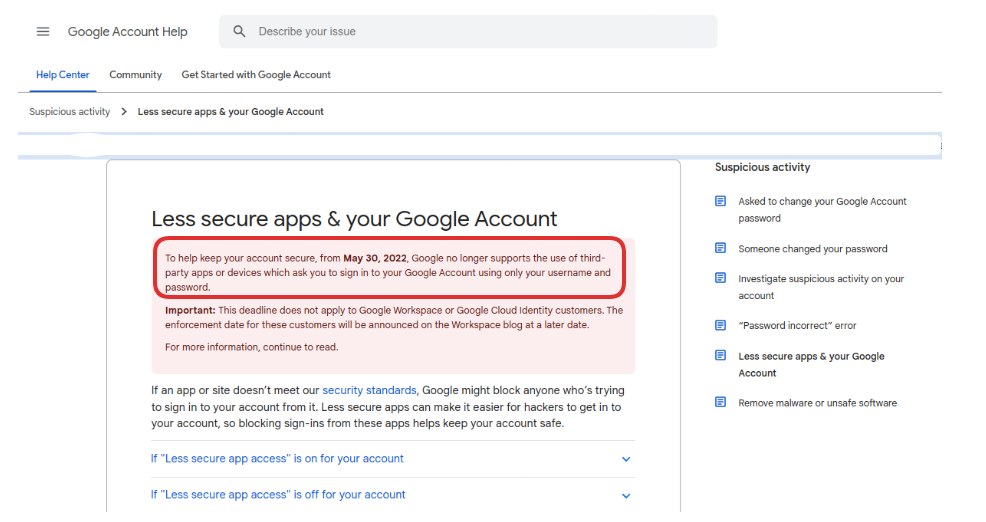 Google Account Help
Describe your issue
Help Center
Community
Get Started with Google Account
Suspicious activity
Less secure apps & your Google Account
Less secure apps & your Google Account
To help keep your account secure, from May 30, 2022, Google no longer supports the use of third-
party apps or devices which ask you to sign in to your Google Account using only your username and
password.
Important: This deadline does not apply to Google Workspace or Google Cloud Identity customers. The
enforcement date for these customers will be announced on the Workspace blog at a later date.
For more information, continue to read.
If an app or site doesn't meet our security standards, Google might block anyone who's trying
to sign in to your account from it. Less secure apps can make it easier for hackers to get in to
your account, so blocking sign-ins from these apps helps keep your account safe.
If "Less secure app access" is on for your account
If "Less secure app access" is off for your account
Suspicious activity
Asked to change your Google Account
password
Someone changed your password
Investigate suspicious activity on your
account
"Password incorrect" error
Less secure apps & your Google
Account
Remove malware or unsafe software